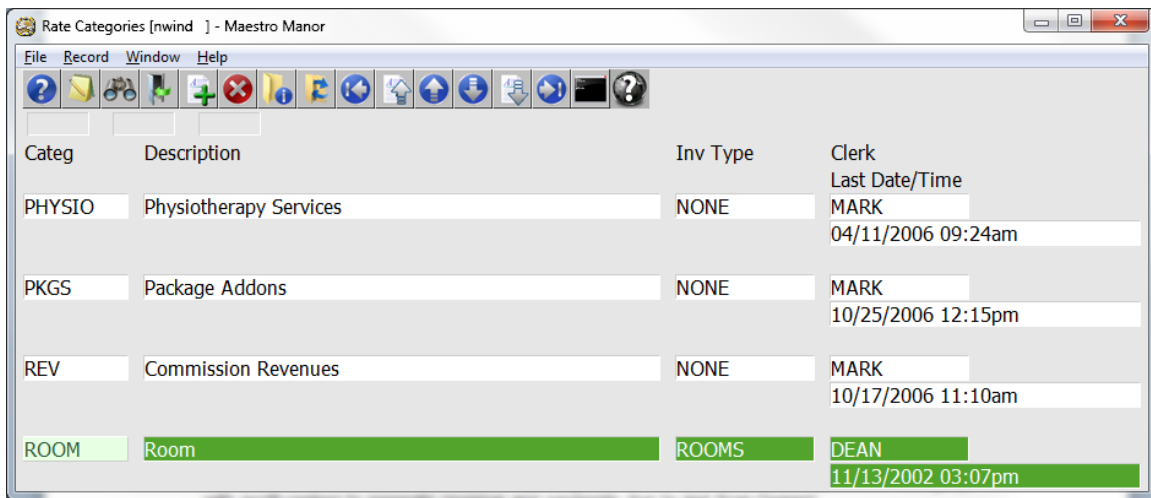 Rate Categories [nwind   ] - Maestro Manor
File Record Window Help
Categ Description Inv Type Clerk
Last Date/Time
PHYSIO Physiotherapy Services NONE MARK
04/11/2006 09:24am
PKGS Package Addons NONE MARK
10/25/2006 12:15pm
REV Commission Revenues NONE MARK
10/17/2006 11:10am
ROOM Room ROOMS DEAN
11/13/2002 03:07pm